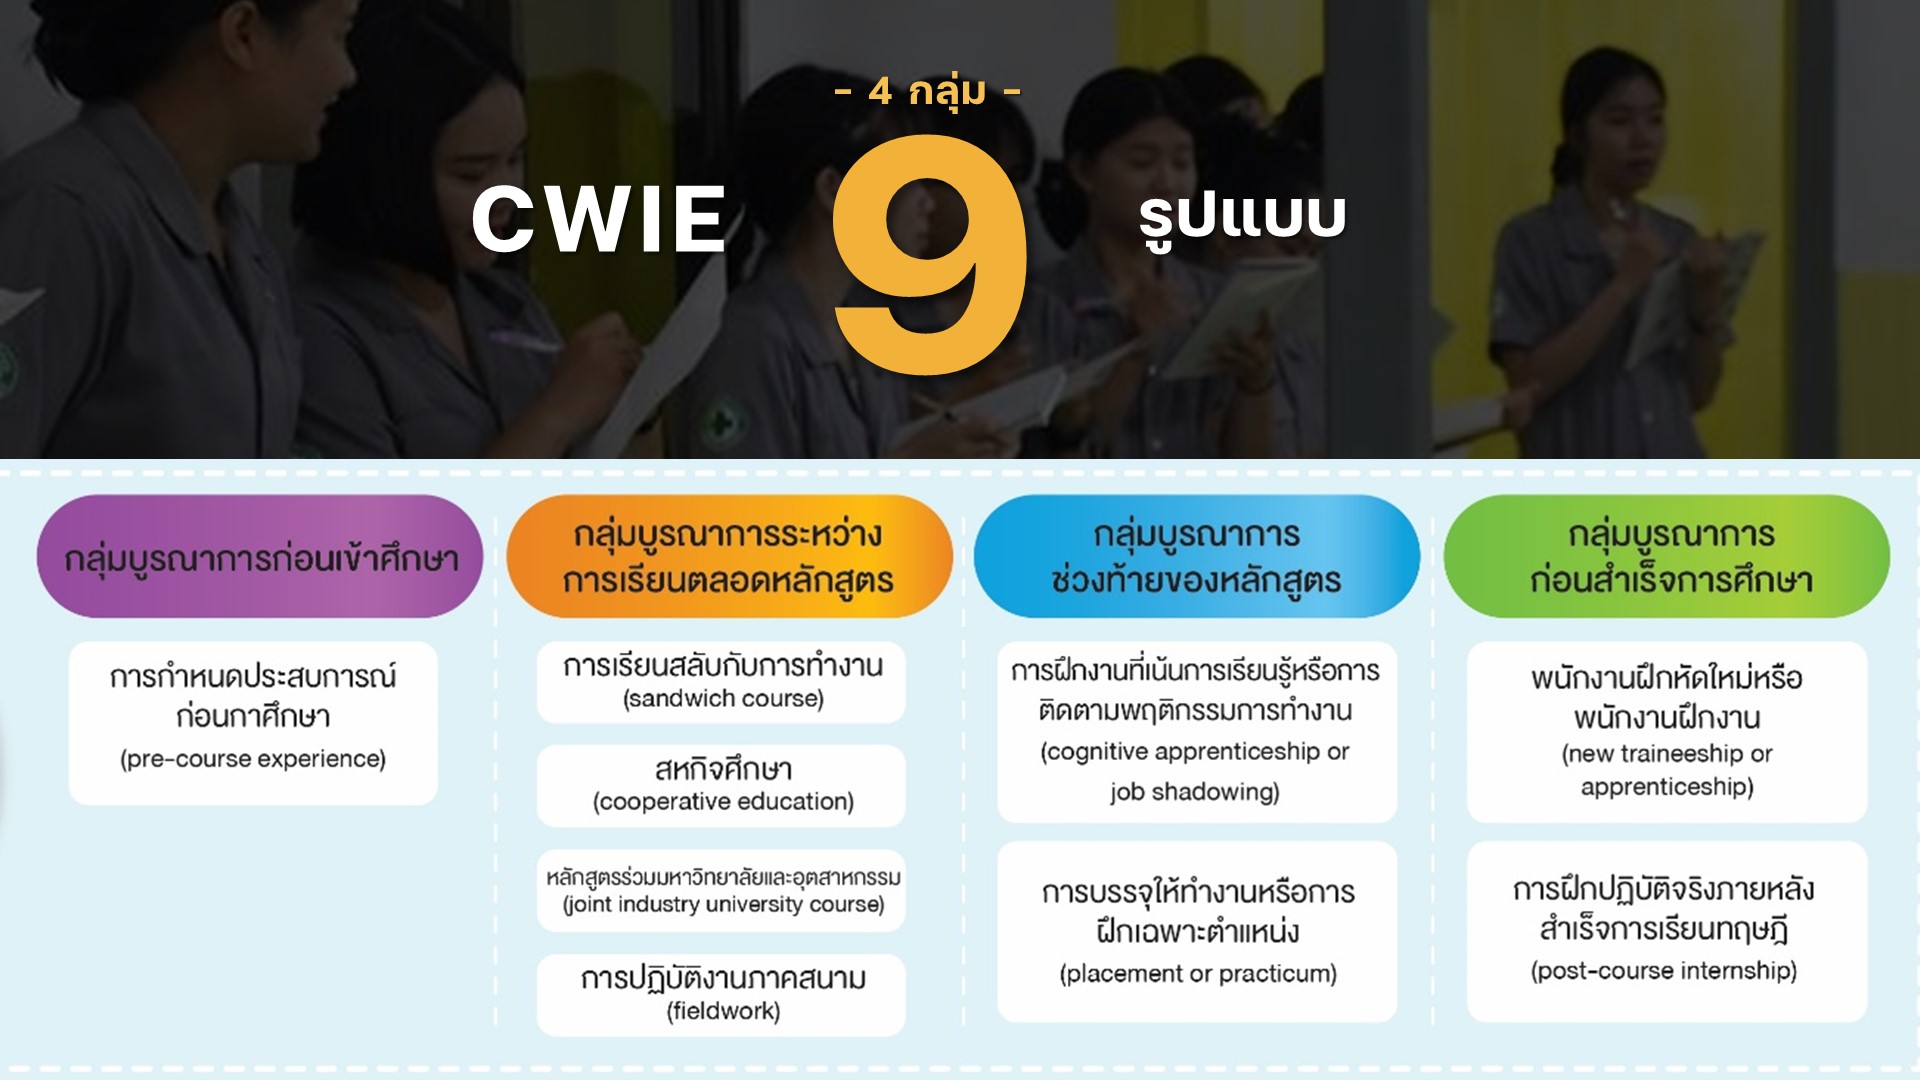 - 4 กลุ่ม -
CWIE 9 รูปแบบ
กลุ่มบูรณาการก่อนเข้าศึกษา
การกำหนดประสบการณ์
ก่อนกาศึกษา
(pre-course experience)
กลุ่มบูรณาการระหว่าง
การเรียนตลอดหลักสูตร
การเรียนสลับกับการทำงาน
(sandwich course)
สหกิจศึกษา
(cooperative education)
หลักสูตรร่วมมหาวิทยาลัยและอุตสาหกรรม
(joint industry university course)
การปฏิบัติงานภาคสนาม
(fieldwork)
กลุ่มบูรณาการ
ช่วงท้ายของหลักสูตร
การฝึกงานที่เน้นการเรียนรู้หรือการ
ติดตามพฤติกรรมการทำงาน
(cognitive apprenticeship or
job shadowing)
การบรรจุให้ทำงานหรือการ
ฝึกเฉพาะตำแหน่ง
(placement or practicum)
กลุ่มบูรณาการ
ก่อนสำเร็จการศึกษา
พนักงานฝึกหัดใหม่หรือ
พนักงานฝึกงาน
(new traineeship or
apprenticeship)
การฝึกปฏิบัติจริงภายหลัง
สำเร็จการเรียนทฤษฎี
(post-course internship)